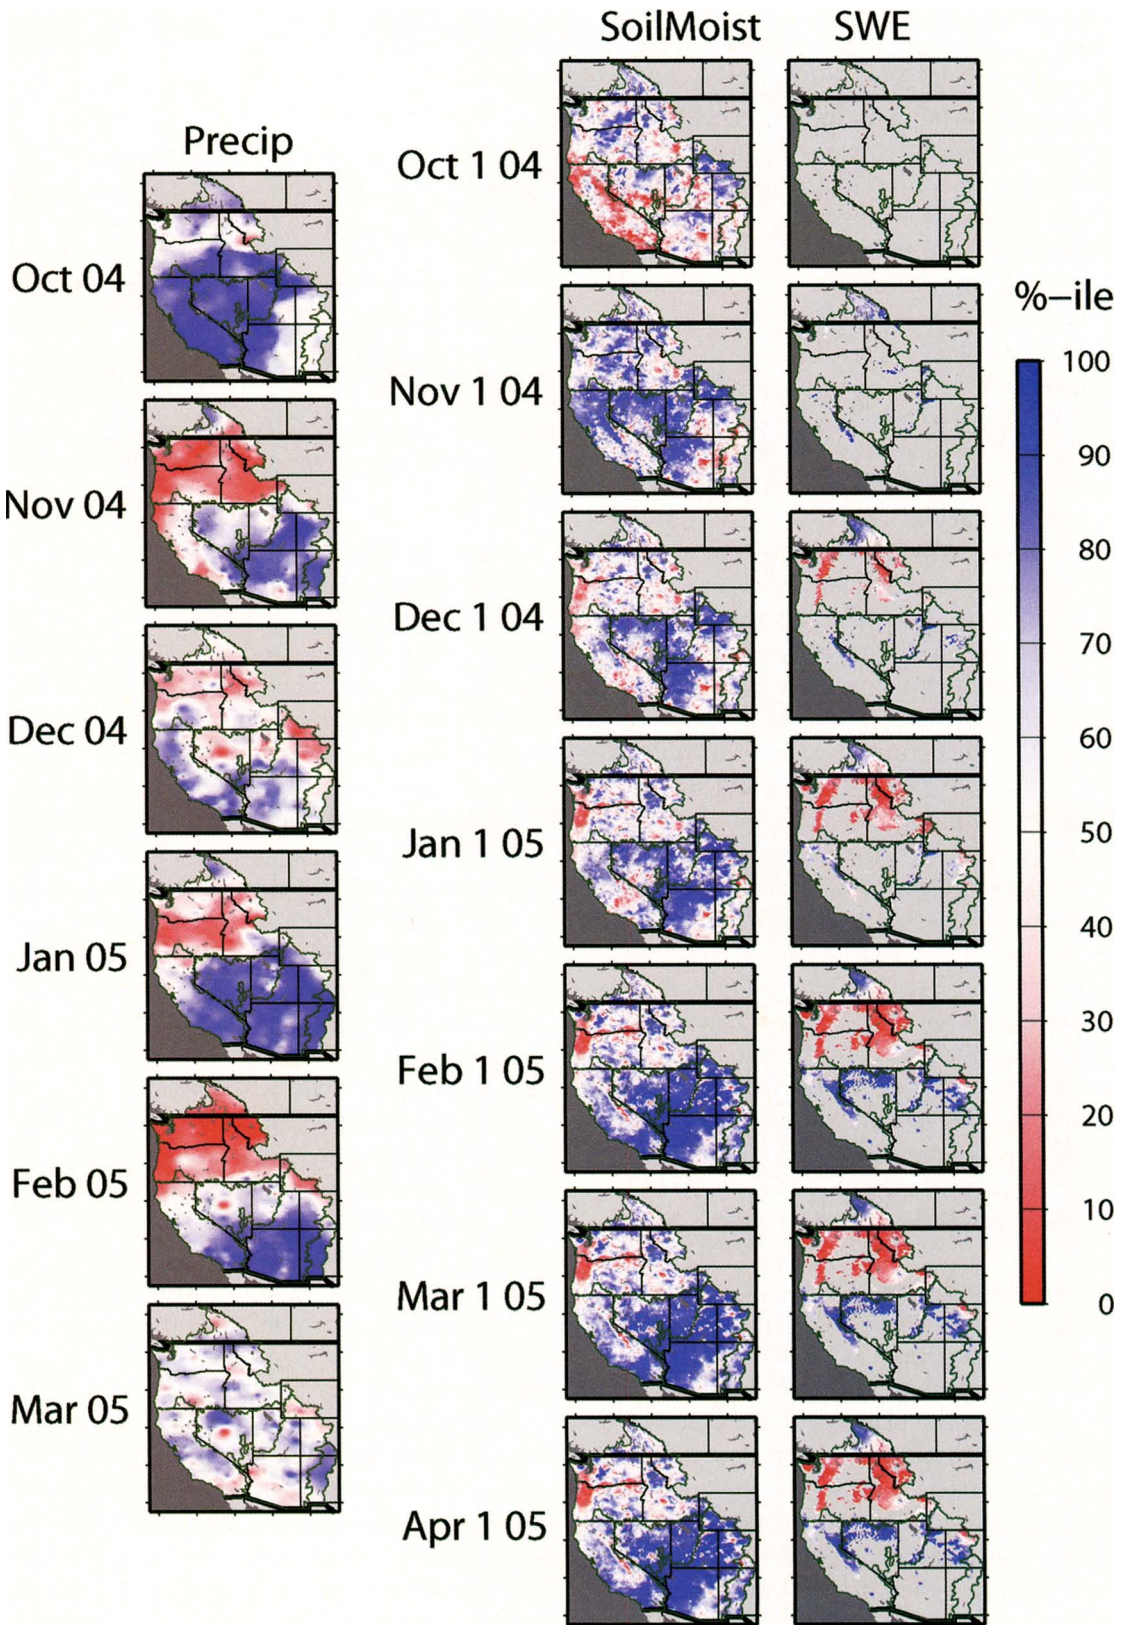 SoilMoist SWE
Precip
Oct 04
Nov 04
Dec 04
Jan 05
Feb 05
Mar 05
Oct 1 04
Nov 1 04
Dec 1 04
Jan 1 05
Feb 1 05
Mar 1 05
Apr 1 05
%-ile
100
90
80
70
60
50
40
30
20
10
0